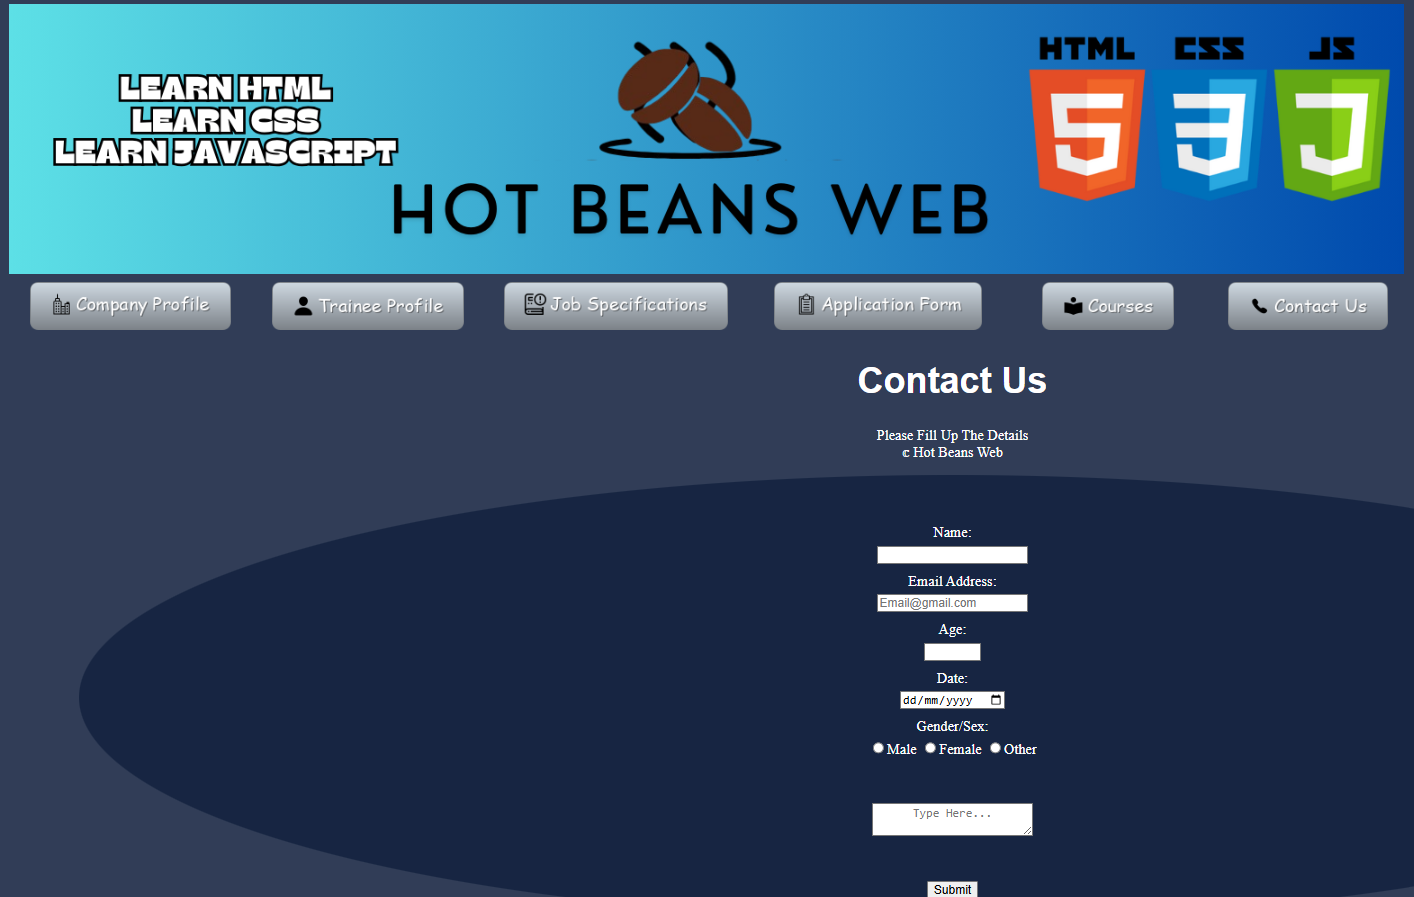 LEARN HTML
LEARN CSS
LEARN JAVASCRIPT
HOT BEANS WEB
HTML CSS JS
5 3 J
Company Profile Trainee Profile Job Specifications Application Form Courses Contact Us
Contact Us
Please Fill Up The Details
© Hot Beans Web
Name:
Email Address:
Email@gmail.com
Age:
Date:
dd/mm/yyyy
Gender/Sex:
Male Female Other
Type Here...
Submit